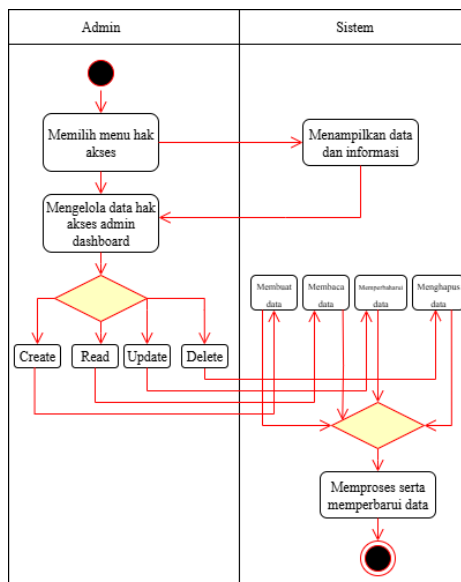 Admin
Sistem
Memilih menu hak
akses
Menampilkan data
dan informasi
Mengelola data hak
akses admin
dashboard
Membuat
data
Membaca
data
Memperbaharui
data
Menghapus
data
Create
Read
Update
Delete
Memproses serta
memperbarui data